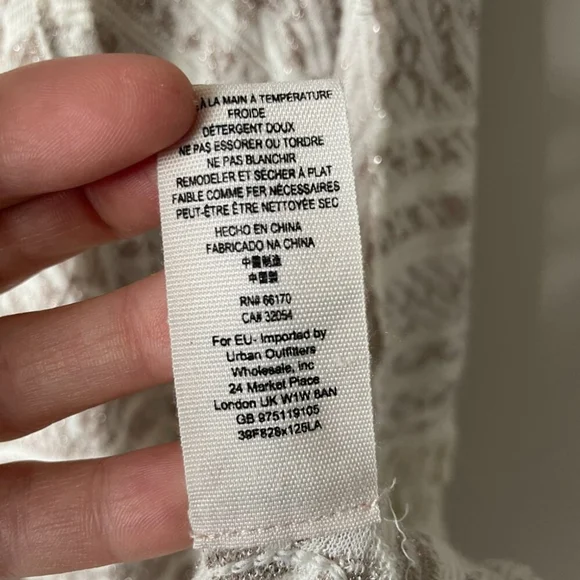 À LA MAIN À TEMPÉRATURE
FROIDE
DÉTERGENT DOUX
NE PAS ESSORER OU TORDRE
NE PAS BLANCHIR
REMODELER ET SÉCHER À PLAT
FAIBLE COMME FER NÉCESSAIRES
PEUT-ÊTRE ÊTRE NETTOYÉE SEC
HECHO EN CHINA
FABRICADO NA CHINA
中國制造
中國製
RN# 66170
CA# 32054
For EU- Imported by
Urban Outfitters
Wholesale, Inc
24 Market Place
London UK W1W 8AN
GB 975119105
39F828x126LA